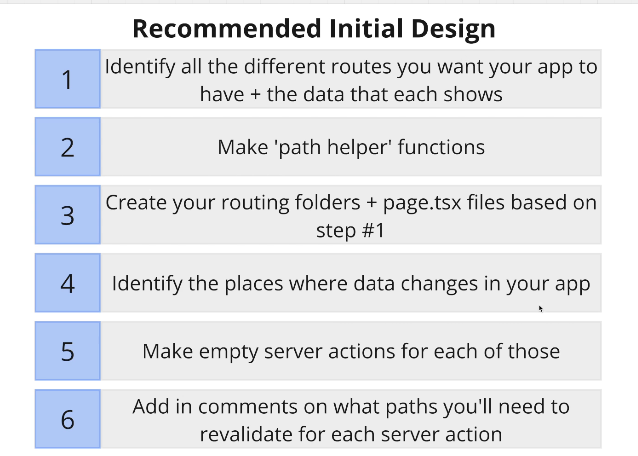 Recommended Initial Design
1
Identify all the different routes you want your app to
have + the data that each shows
2
Make 'path helper' functions
3
Create your routing folders + page.tsx files based on
step #1
4
Identify the places where data changes in your app
5
Make empty server actions for each of those
6
Add in comments on what paths you'll need to
revalidate for each server action